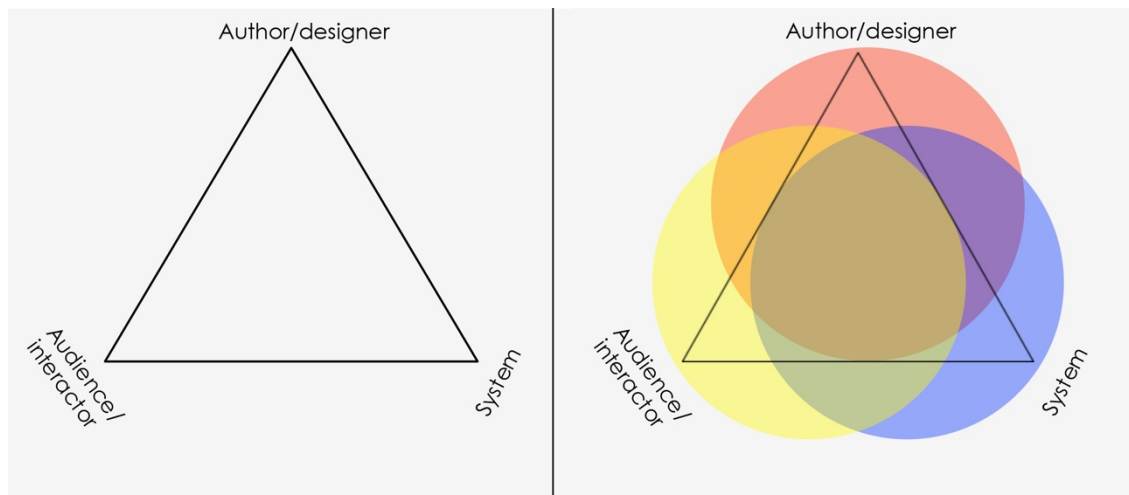 Author/designer
Audience/
interactor
System
Author/designer
Audience/
interactor
System